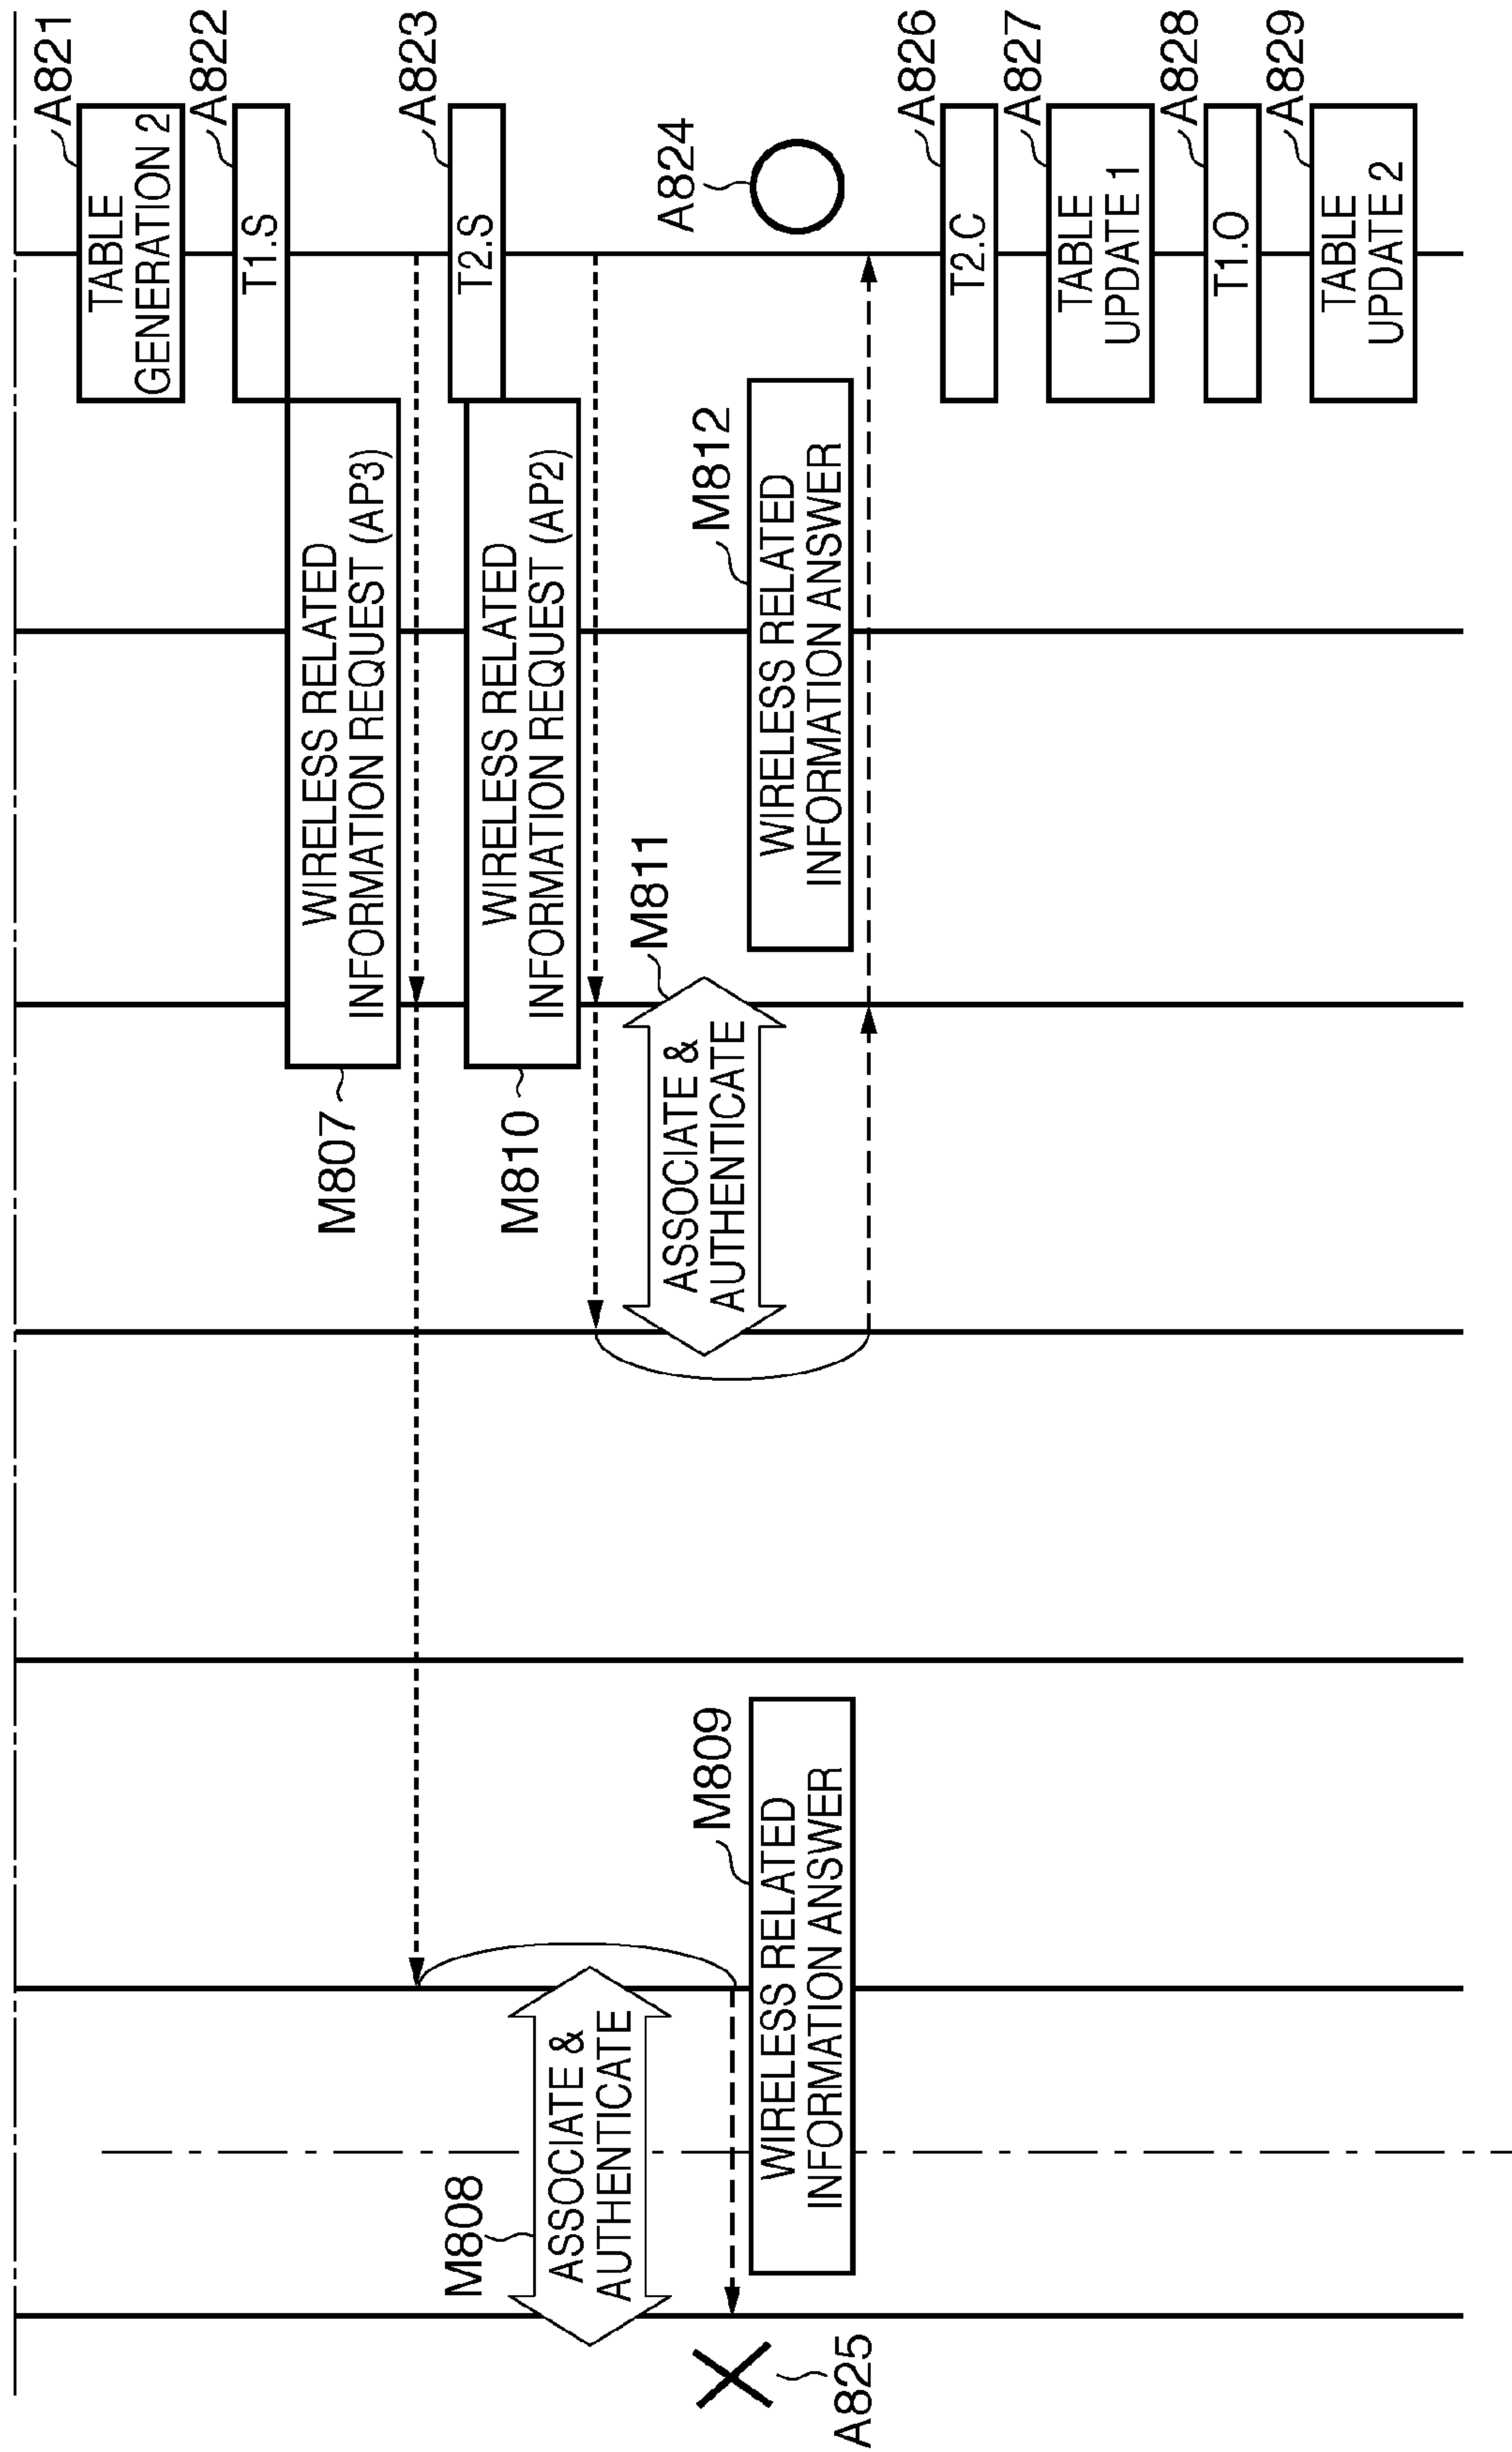 A821
TABLE
GENERATION 2
A822
T1.S
WIRELESS RELATED
INFORMATION REQUEST (AP3)
M807
A823
T2.S
WIRELESS RELATED
INFORMATION REQUEST (AP2)
M810
M808
ASSOCIATE &
AUTHENTICATE
M811
ASSOCIATE &
AUTHENTICATE
A824
M812
WIRELESS RELATED
INFORMATION ANSWER
M809
WIRELESS RELATED
INFORMATION ANSWER
A825
A826
T2.C
A827
TABLE
UPDATE 1
A828
T1.O
A829
TABLE
UPDATE 2